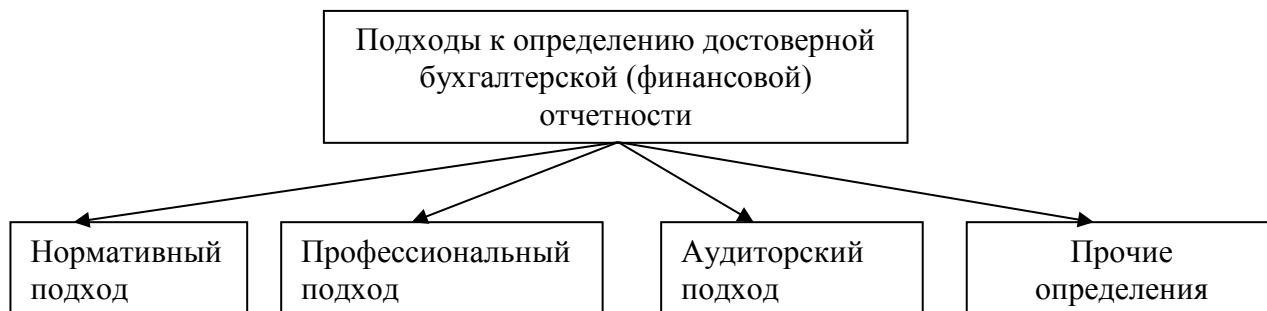 Подходы к определению достоверной
бухгалтерской (финансовой)
отчетности
Нормативный
подход
Профессиональный
подход
Аудиторский
подход
Прочие
определения